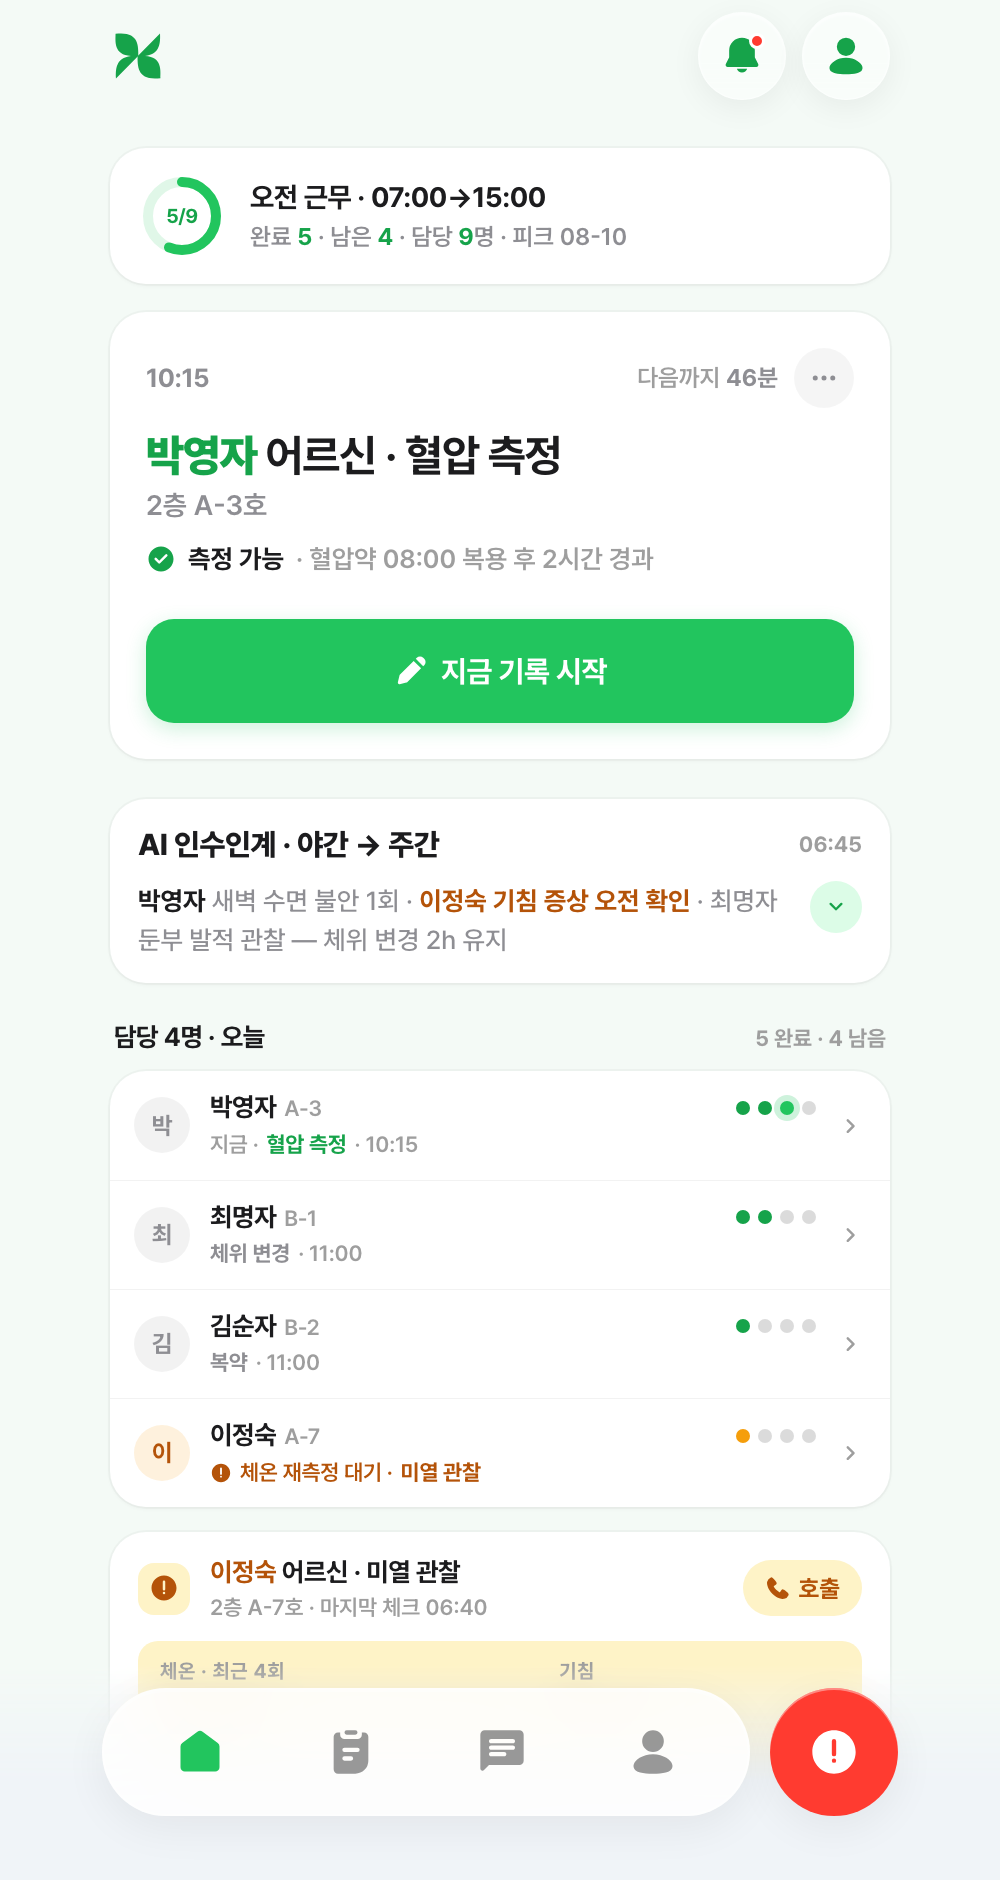 5/9
오전 근무 · 07:00→15:00
완료 5 · 남은 4 · 담당 9명 · 피크 08-10
10:15
다음까지 46분
박영자 어르신 · 혈압 측정
2층 A-3호
측정 가능 · 혈압약 08:00 복용 후 2시간 경과
지금 기록 시작
AI 인수인계 · 야간 → 주간
06:45
박영자 새벽 수면 불안 1회 · 이정숙 기침 증상 오전 확인 · 최명자
둔부 발적 관찰 — 체위 변경 2h 유지
담당 4명 · 오늘
5 완료 · 4 남음
박
박영자 A-3
지금 · 혈압 측정 · 10:15
최
최명자 B-1
체위 변경 · 11:00
김
김순자 B-2
복약 · 11:00
이
이정숙 A-7
체온 재측정 대기 · 미열 관찰
이정숙 어르신 · 미열 관찰
2층 A-7호 · 마지막 체크 06:40
호출
체온 · 최근 4회
기침